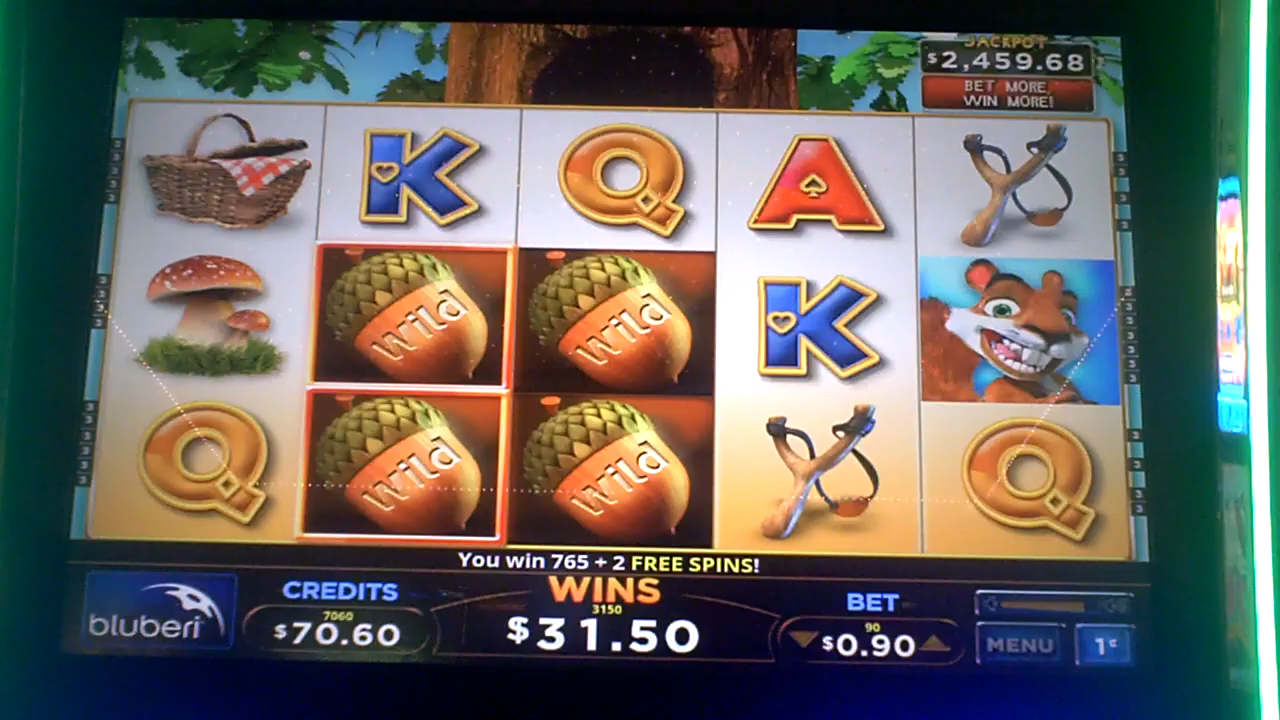 JACKPOT
$2,459.68
BET MORE,
WIN MORE!
K
Q
A
wild
wild
K
Q
wild
wild
Q
You win 765 + 2 FREE SPINS!
bluberi
CREDITS
7060
$70.60
WINS
3150
$31.50
BET
90
$0.90
MENU
1¢